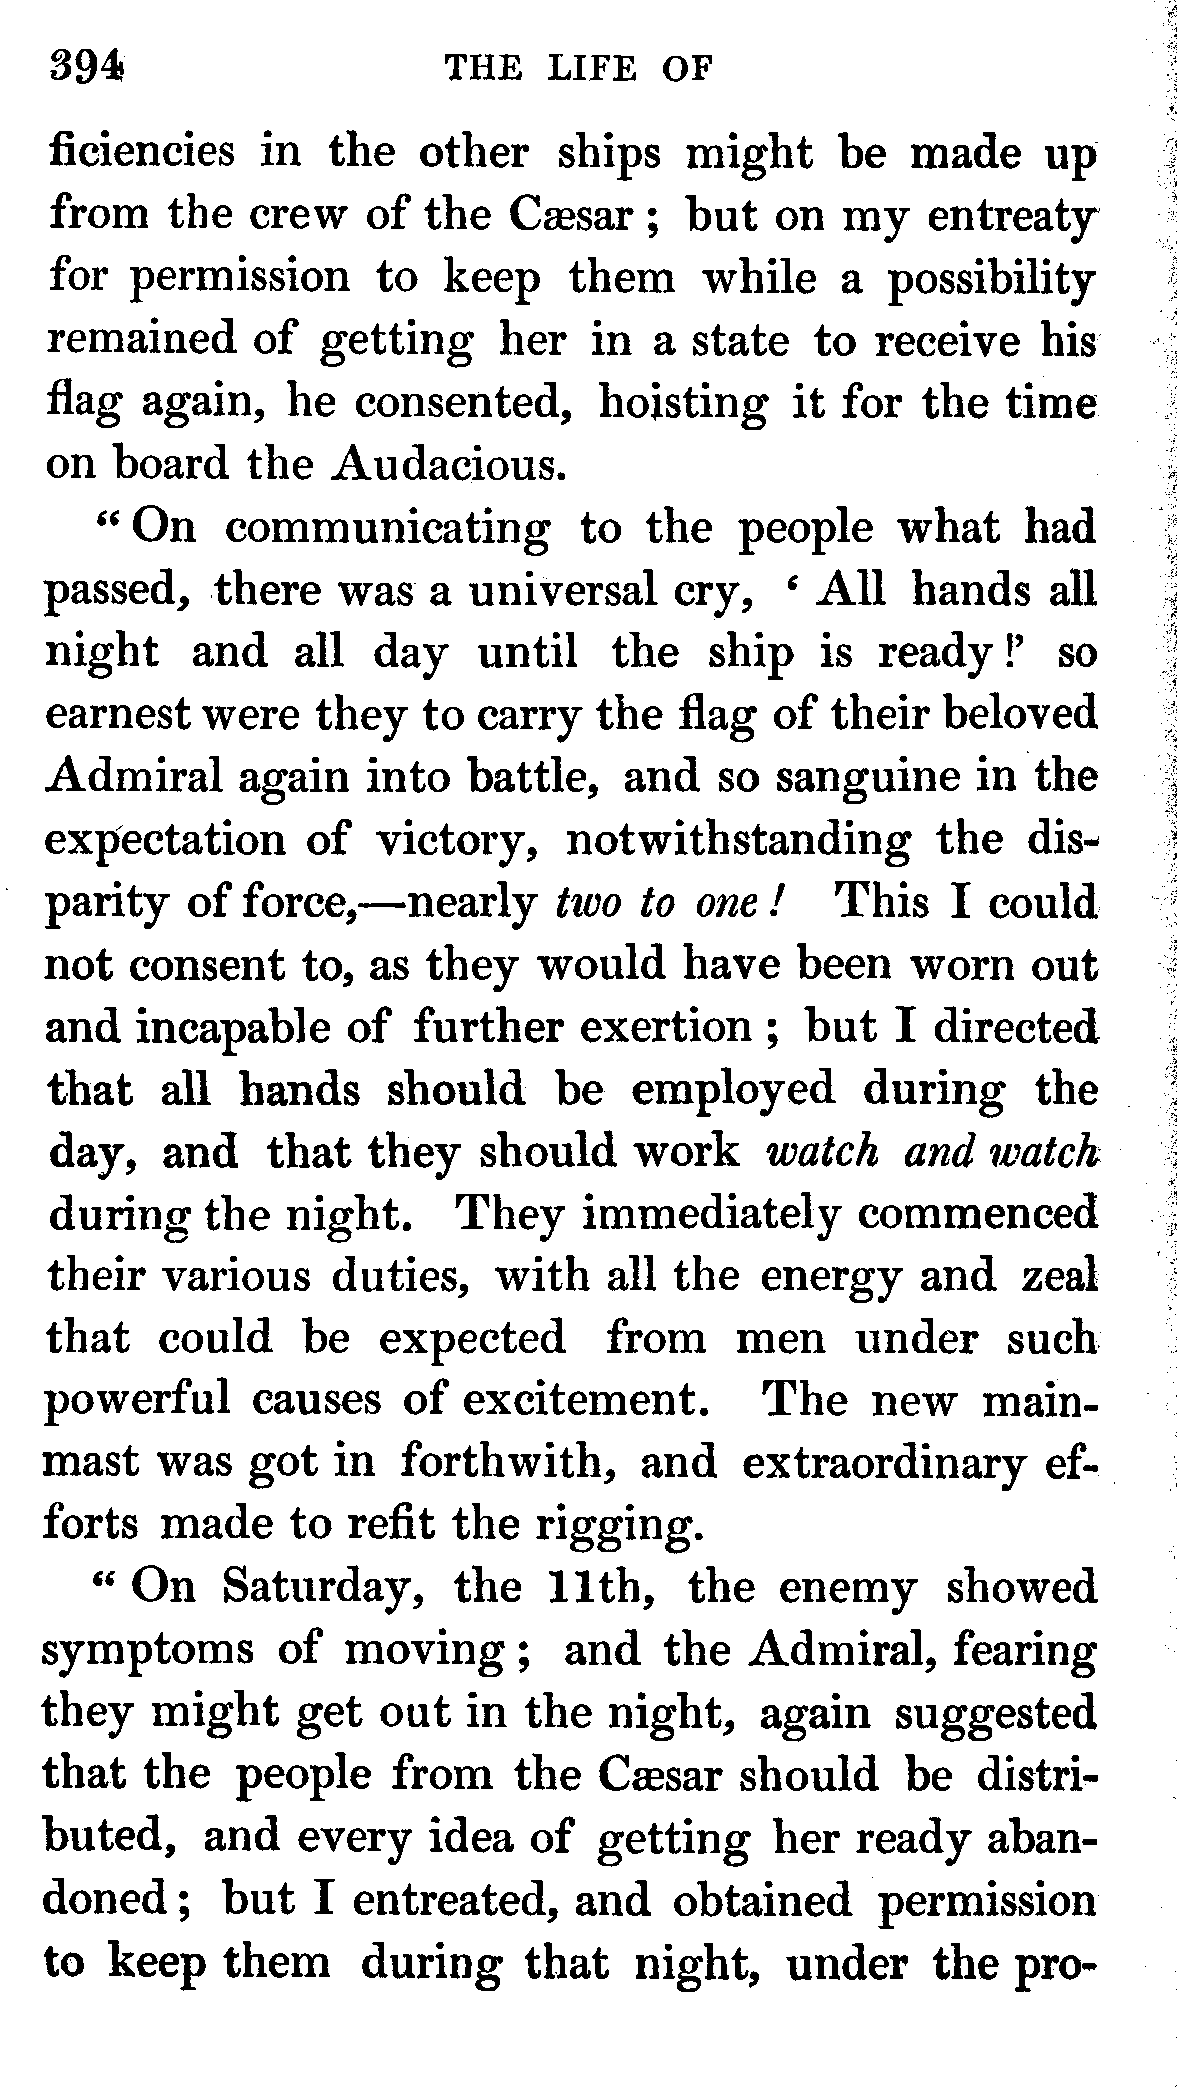 394 THE LIFE OF
ficiencies in the other ships might be made up
from the crew of the Cæsar ; but on my entreaty
for permission to keep them while a possibility
remained of getting her in a state to receive his
flag again, he consented, hoisting it for the time
on board the Audacious.
“ On communicating to the people what had
passed, there was a universal cry, ‘ All hands all
night and all day until the ship is ready !’ so
earnest were they to carry the flag of their beloved
Admiral again into battle, and so sanguine in the
expectation of victory, notwithstanding the dis-
parity of force,—nearly two to one ! This I could
not consent to, as they would have been worn out
and incapable of further exertion ; but I directed
that all hands should be employed during the
day, and that they should work watch and watch
during the night. They immediately commenced
their various duties, with all the energy and zeal
that could be expected from men under such
powerful causes of excitement. The new main-
mast was got in forthwith, and extraordinary ef-
forts made to refit the rigging.
“ On Saturday, the 11th, the enemy showed
symptoms of moving ; and the Admiral, fearing
they might get out in the night, again suggested
that the people from the Cæsar should be distri-
buted, and every idea of getting her ready aban-
doned ; but I entreated, and obtained permission
to keep them during that night, under the pro-